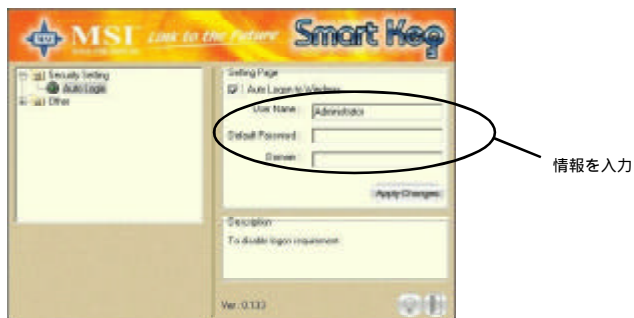 MSI Link to the Future Smart Key
Security Setting
Auto Login
Other
Setting Page
Auto Logon to Windows
User Name : Administrator
Default Password :
Domain :
Apply Changes
Description
To disable logon requirement
Ver : 0.133
情報を入力